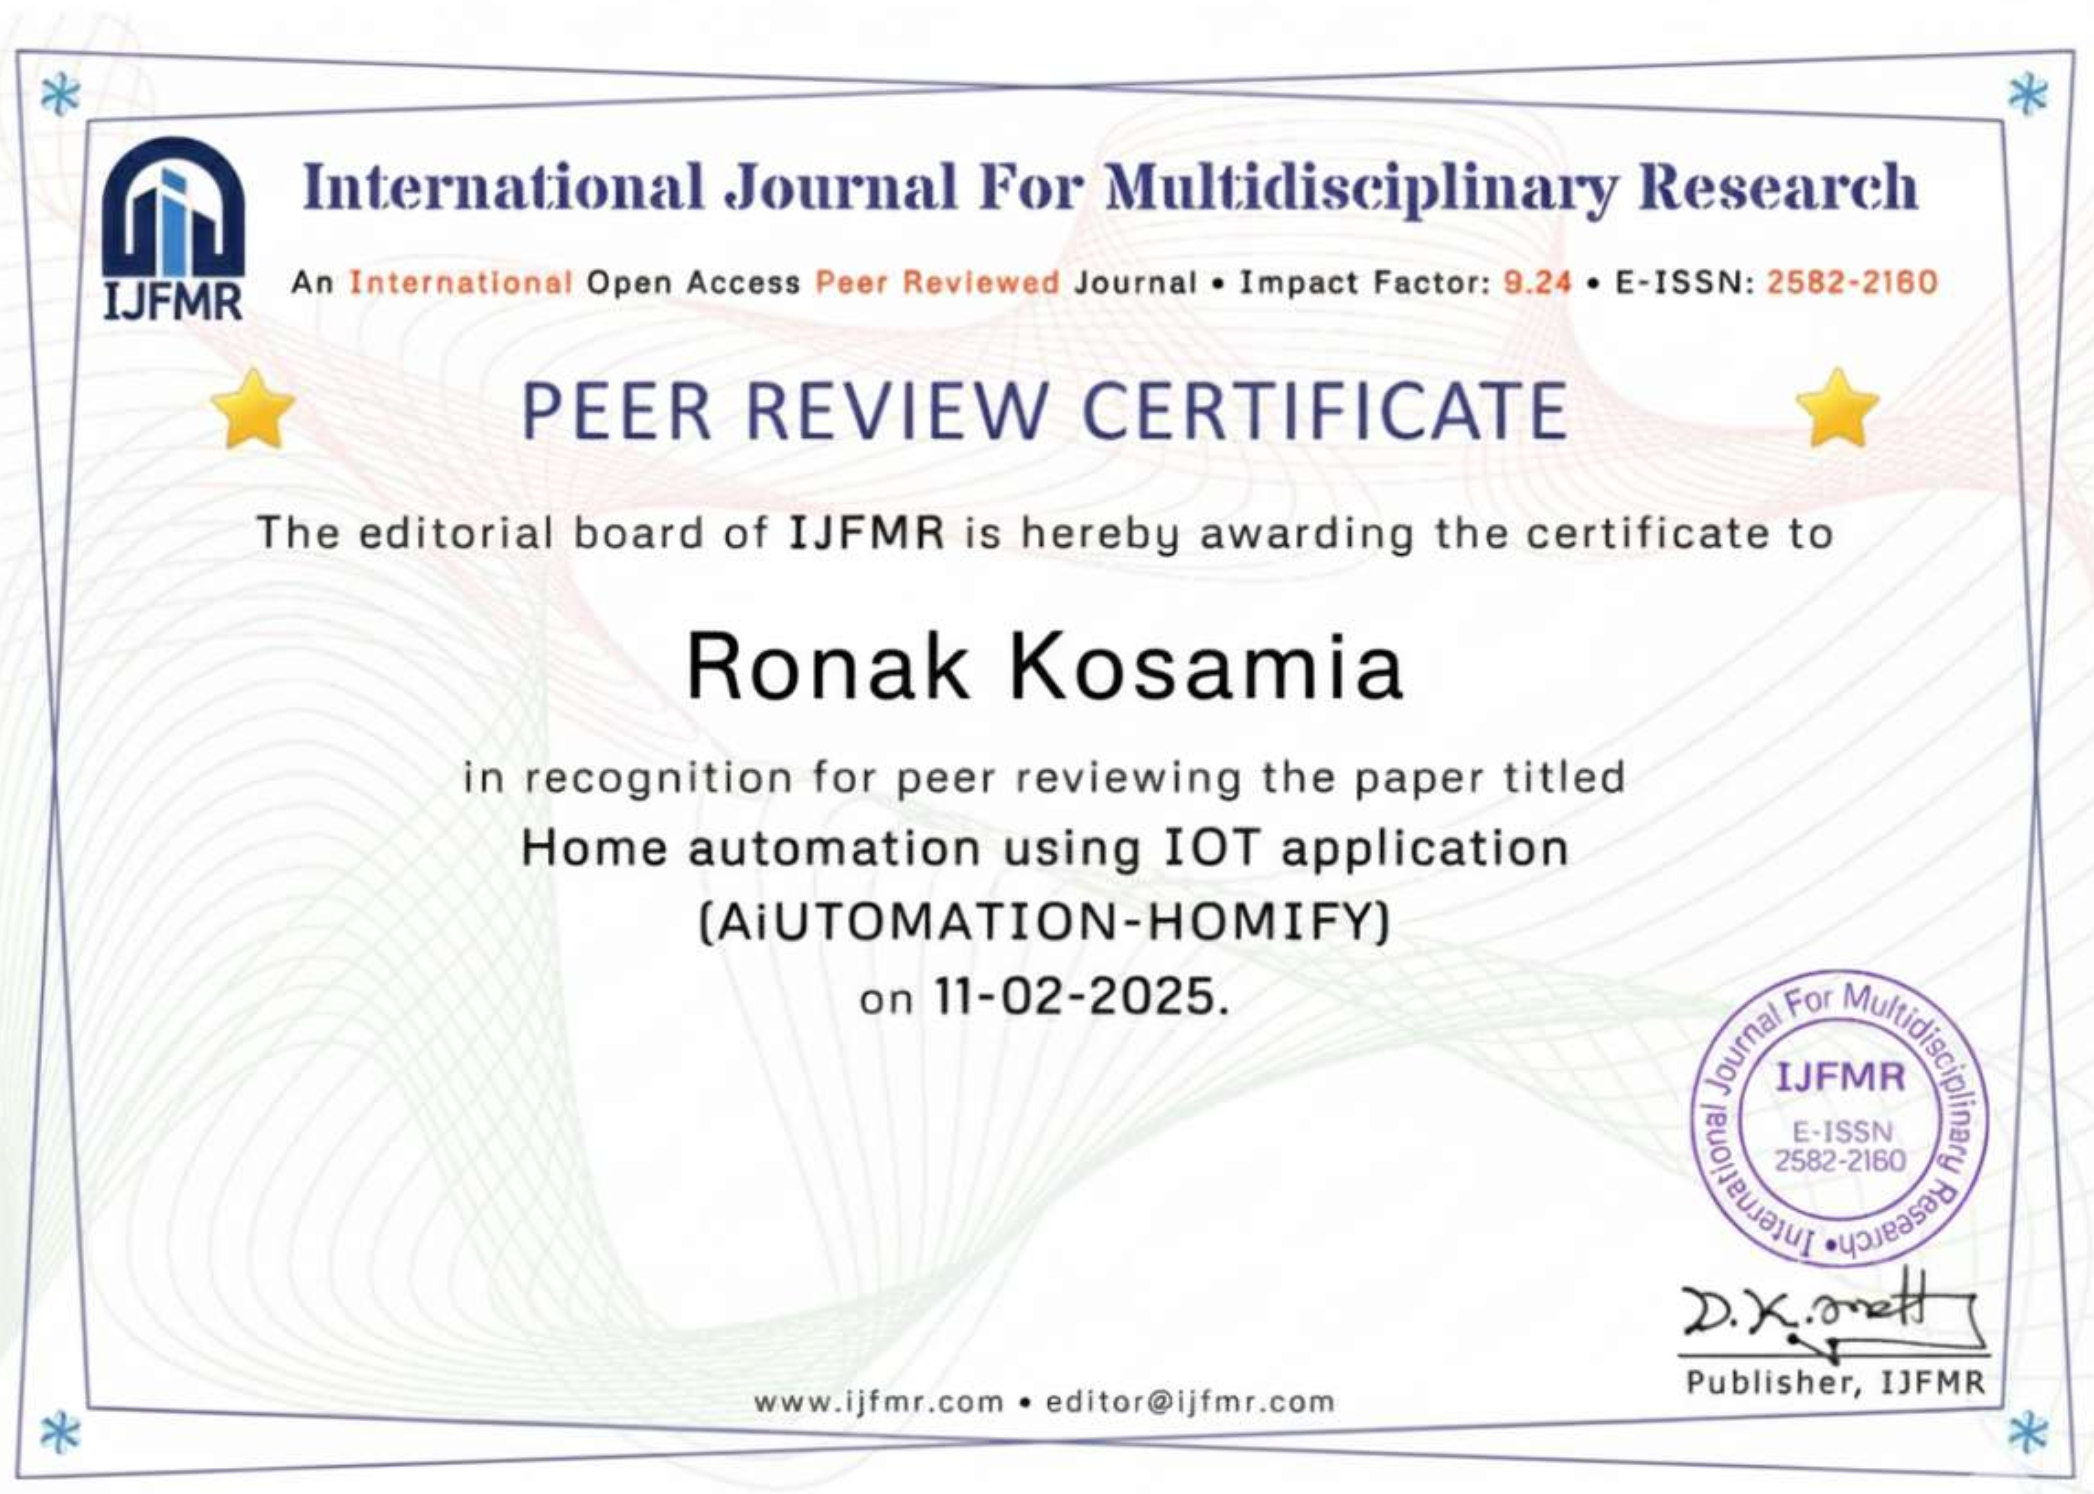 International Journal For Multidisciplinary Research
IJFMR
An International Open Access Peer Reviewed Journal • Impact Factor: 9.24 • E-ISSN: 2582-2160
PEER REVIEW CERTIFICATE
The editorial board of IJFMR is hereby awarding the certificate to
Ronak Kosamia
in recognition for peer reviewing the paper titled
Home automation using IOT application
(AiUTOMATION-HOMIFY)
on 11-02-2025.
International Journal For Multidisciplinary Research •
IJFMR
E-ISSN
2582-2160
D.K.
Publisher, IJFMR
www.ijfmr.com • editor@ijfmr.com